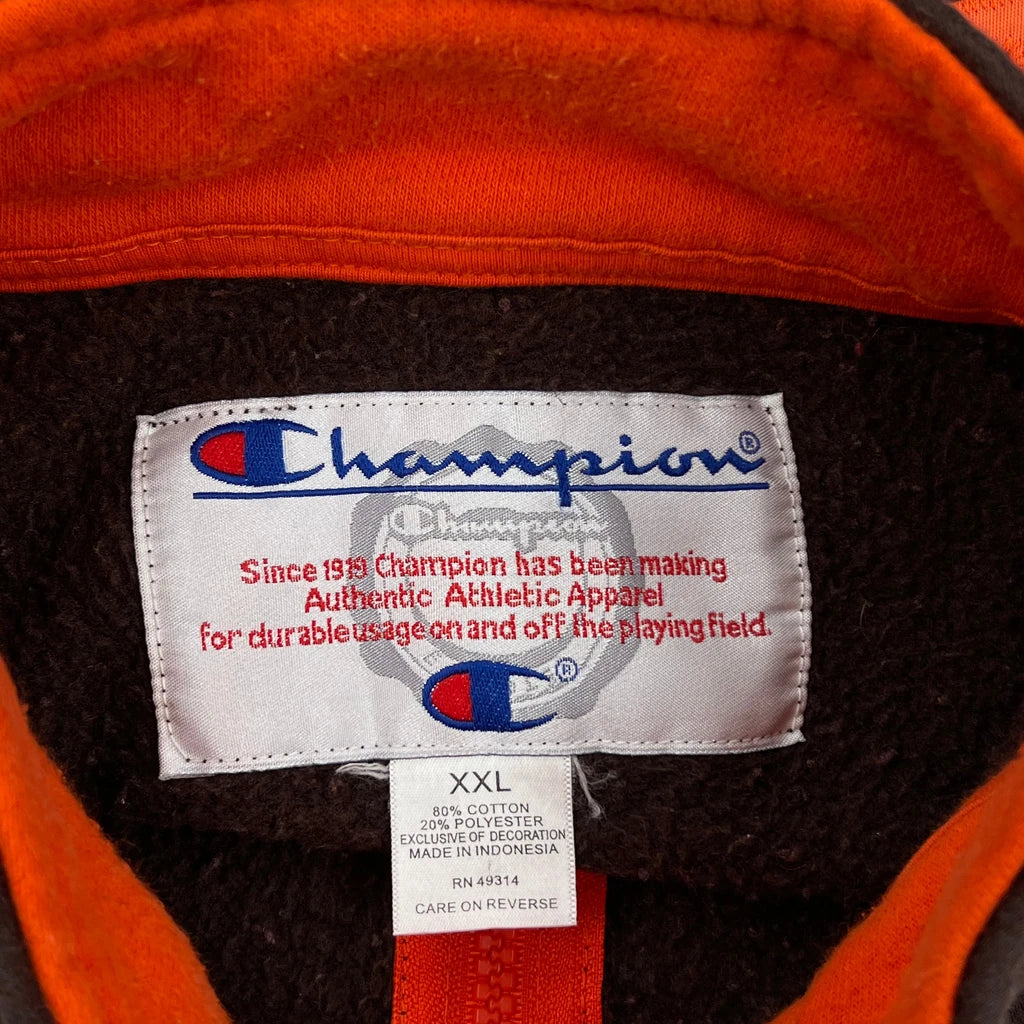 Champion®
Champion
Since 1919 Champion has been making
Authentic Athletic Apparel
for durable usage on and off the playing field.
®
XXL
80% COTTON
20% POLYESTER
EXCLUSIVE OF DECORATION
MADE IN INDONESIA
RN 49314
CARE ON REVERSE